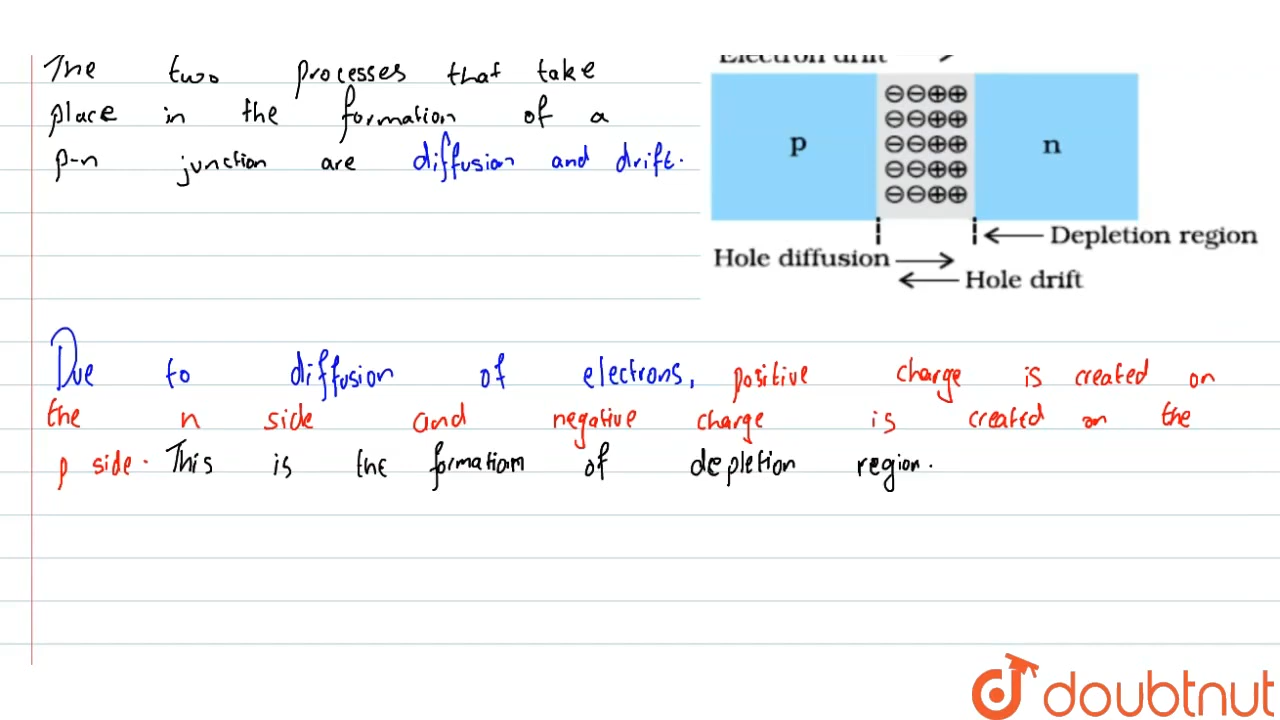 The two processes that take
place in the formation of a
p-n junction are diffusion and drift.
Electron drift
p
n
Depletion region
Hole diffusion
Hole drift
Due to diffusion of electrons, positive charge is created on
the n side and negative charge is created on the
p side. This is the formation of depletion region.
doubtnut